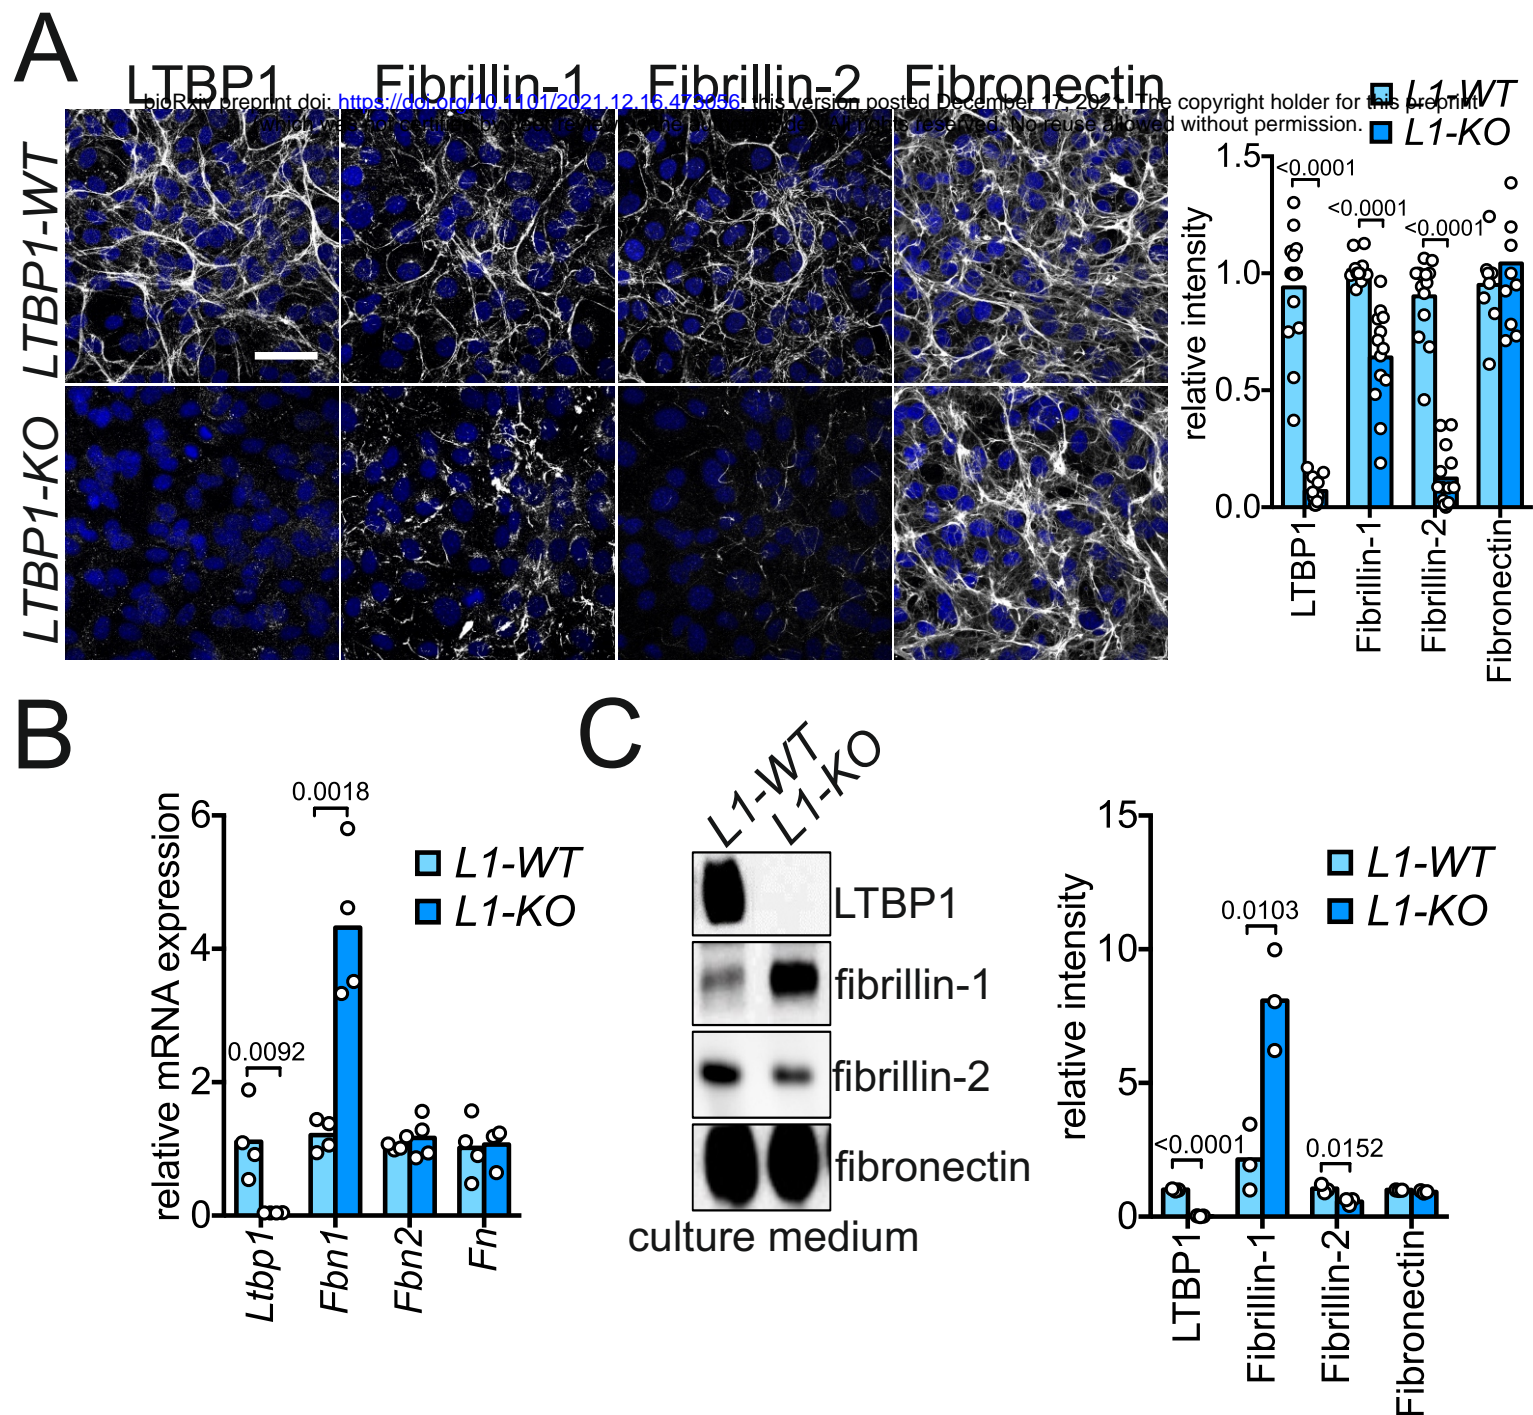 A
LTBP1 Fibrillin-1 Fibrillin-2 Fibronectin
bioRxiv preprint doi: https://doi.org/10.1101/2021.12.16.473056; this version posted December 17, 2021. The copyright holder for this preprint
without permission.
L1-WT
L1-KO
LTBP1-WT
LTBP1-KO
relative intensity
1.5
1.0
0.5
0.0
<0.0001
<0.0001
<0.0001
LTBP1
Fibrillin-1
Fibrillin-2
Fibronectin
B
relative mRNA expression
6
4
2
0
0.0092
0.0018
L1-WT
L1-KO
Ltbp1
Fbn1
Fbn2
Fn
C
L1-WT
L1-KO
LTBP1
fibrillin-1
fibrillin-2
fibronectin
culture medium
relative intensity
15
10
5
0
<0.0001
0.0103
0.0152
L1-WT
L1-KO
LTBP1
Fibrillin-1
Fibrillin-2
Fibronectin